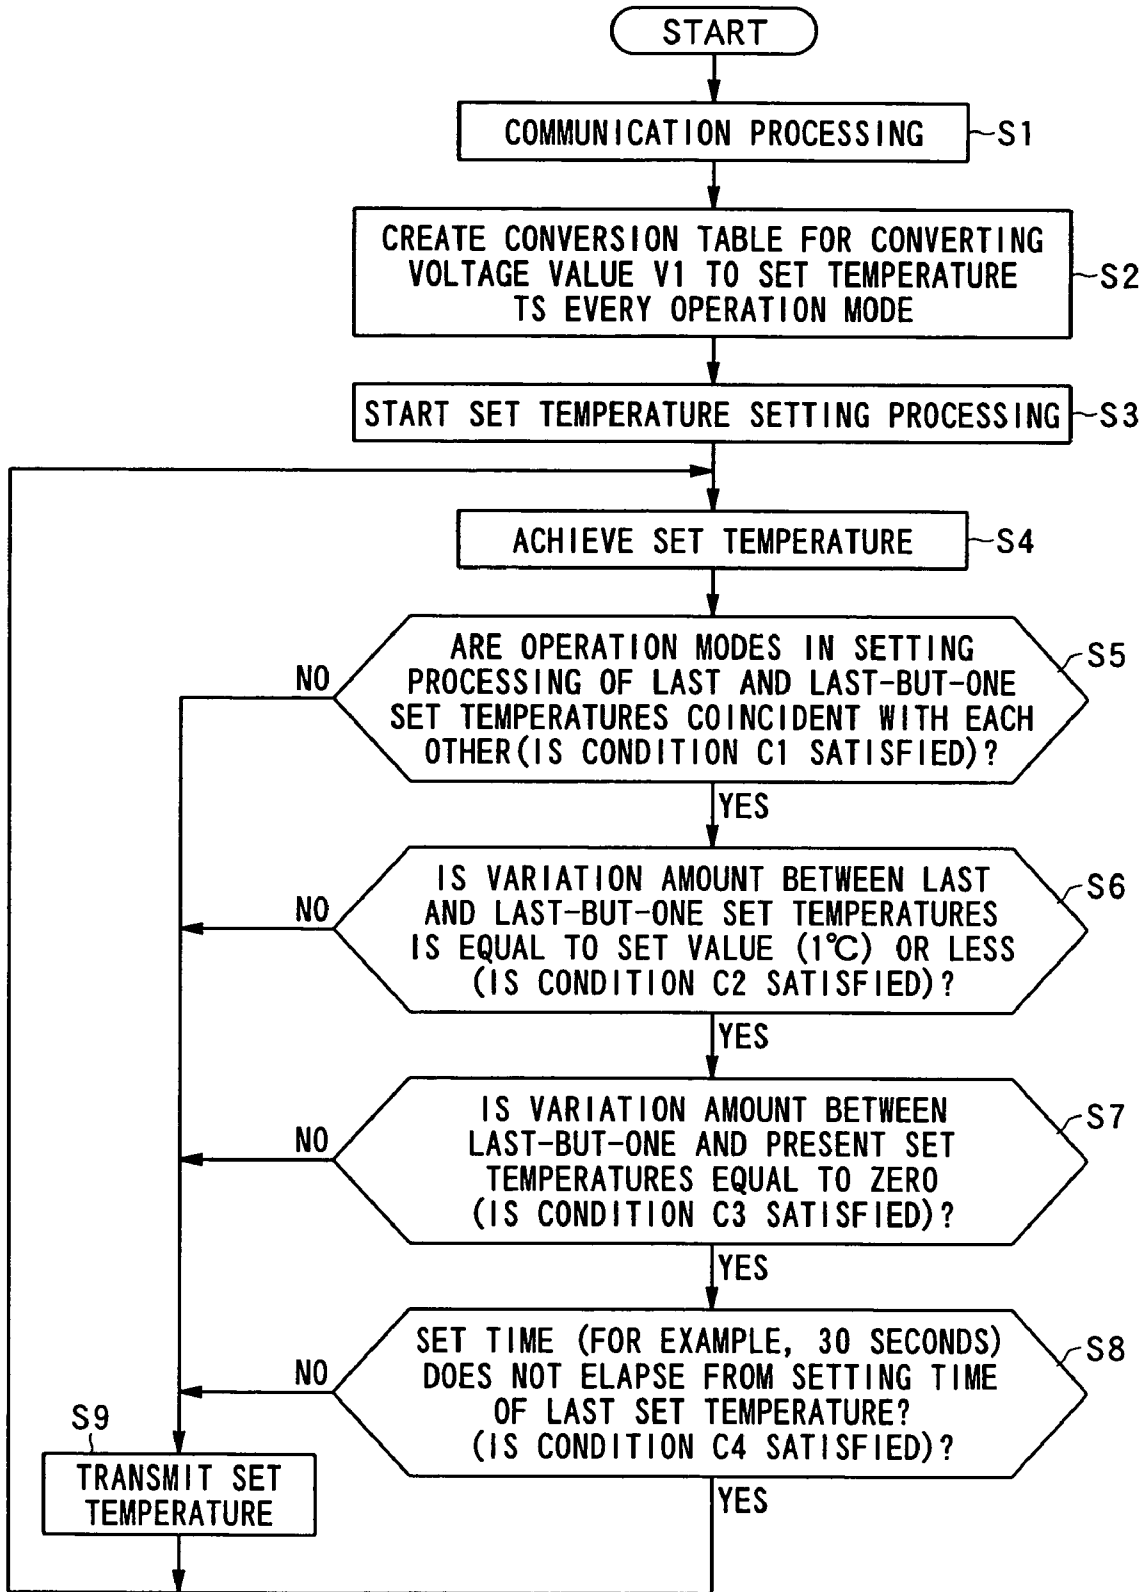 START
COMMUNICATION PROCESSING
S1
CREATE CONVERSION TABLE FOR CONVERTING
VOLTAGE VALUE V1 TO SET TEMPERATURE
TS EVERY OPERATION MODE
S2
START SET TEMPERATURE SETTING PROCESSING
S3
ACHIEVE SET TEMPERATURE
S4
ARE OPERATION MODES IN SETTING
PROCESSING OF LAST AND LAST-BUT-ONE
SET TEMPERATURES COINCIDENT WITH EACH
OTHER(IS CONDITION C1 SATISFIED)?
S5
NO
YES
IS VARIATION AMOUNT BETWEEN LAST
AND LAST-BUT-ONE SET TEMPERATURES
IS EQUAL TO SET VALUE (1℃) OR LESS
(IS CONDITION C2 SATISFIED)?
S6
NO
YES
IS VARIATION AMOUNT BETWEEN
LAST-BUT-ONE AND PRESENT SET
TEMPERATURES EQUAL TO ZERO
(IS CONDITION C3 SATISFIED)?
S7
NO
YES
SET TIME (FOR EXAMPLE, 30 SECONDS)
DOES NOT ELAPSE FROM SETTING TIME
OF LAST SET TEMPERATURE?
(IS CONDITION C4 SATISFIED)?
S8
NO
YES
S9
TRANSMIT SET
TEMPERATURE